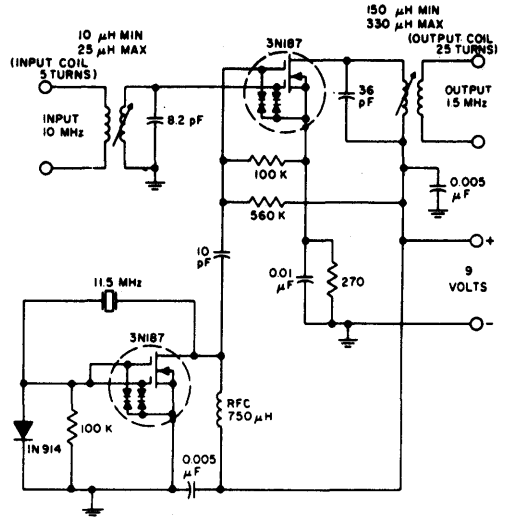 10 µH MIN
25 µH MAX
(INPUT COIL
5 TURNS)
150 µH MIN
330 µH MAX
(OUTPUT COIL
25 TURNS)
3N187
INPUT
10 MHz
8.2 pF
36
pF
OUTPUT
1.5 MHz
100 K
560 K
0.005
µF
10
pF
11.5 MHz
0.01
µF
270
+
9
VOLTS
–
3N187
RFC
750 µH
100 K
1N914
0.005
µF